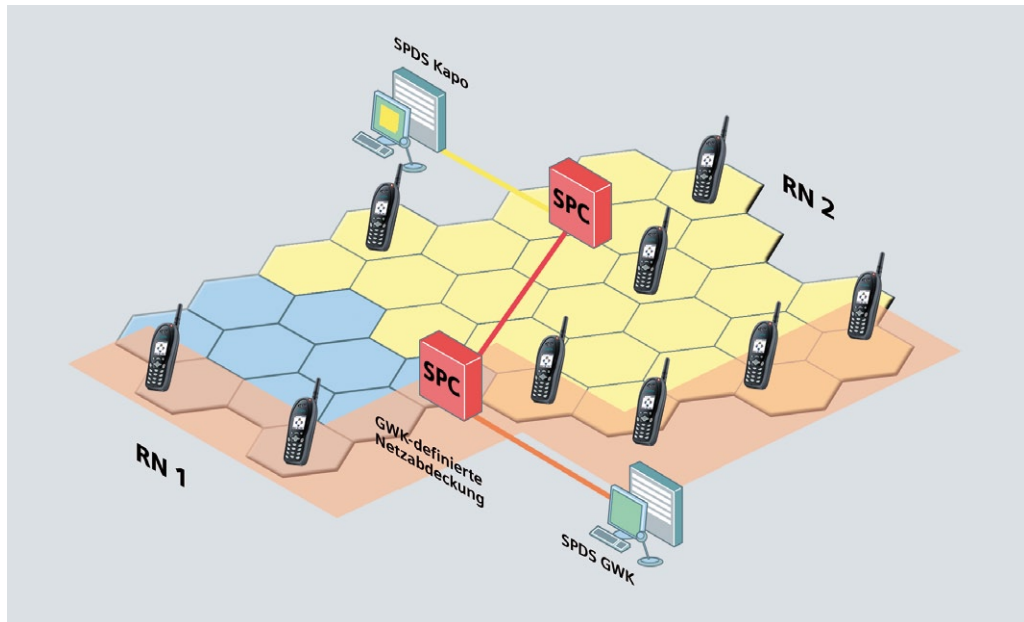 SPDS Kapo
SPC
RN 2
SPC
GWK-definierte
Netzabdeckung
RN 1
SPDS GWK